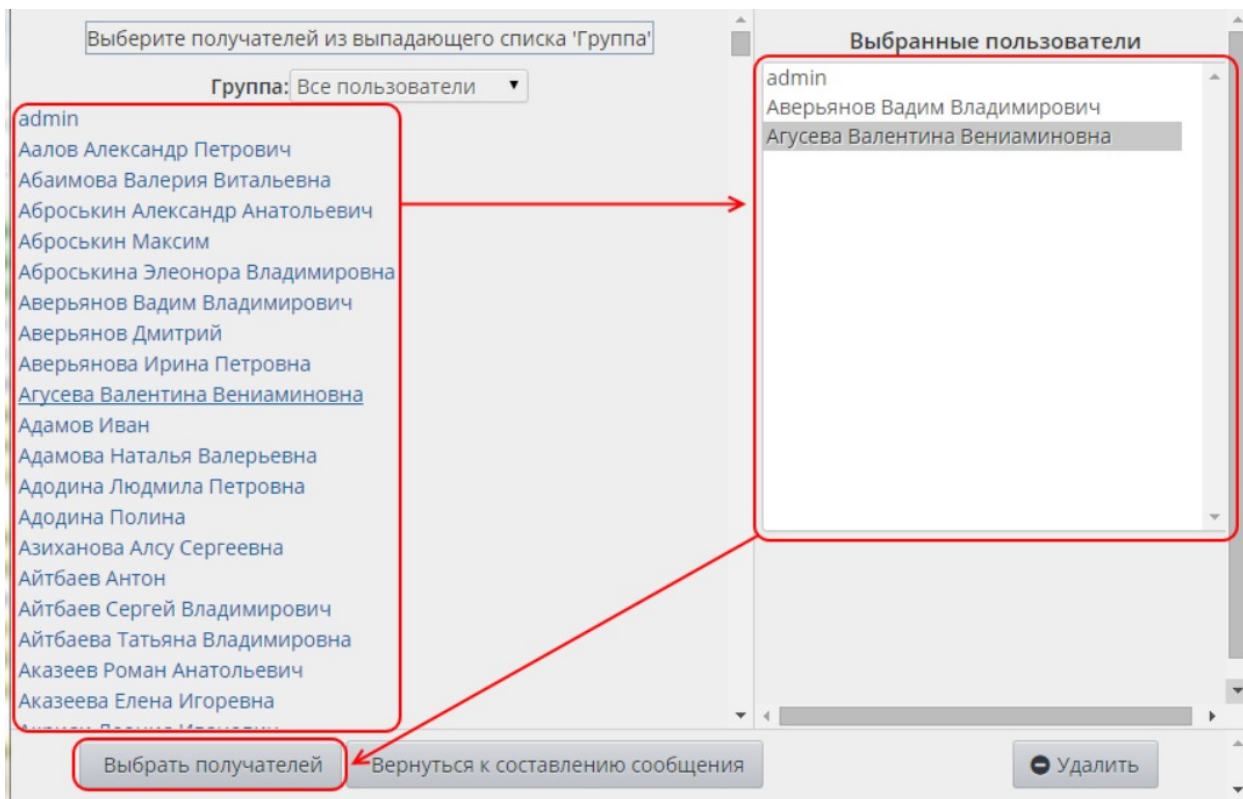 Выберите получателей из выпадающего списка 'Группа'
Группа: Все пользователи
admin
Аалов Александр Петрович
Абаимова Валерия Витальевна
Аброськин Александр Анатольевич
Аброськин Максим
Аброськина Элеонора Владимировна
Аверьянов Вадим Владимирович
Аверьянов Дмитрий
Аверьянова Ирина Петровна
Агусева Валентина Вениаминовна
Адамов Иван
Адамова Наталья Валерьевна
Адодина Людмила Петровна
Адодина Полина
Азиханова Алсу Сергеевна
Айтбаев Антон
Айтбаев Сергей Владимирович
Айтбаева Татьяна Владимировна
Аказеев Роман Анатольевич
Аказеева Елена Игоревна
Выбранные пользователи
admin
Аверьянов Вадим Владимирович
Агусева Валентина Вениаминовна
Выбрать получателей
Вернуться к составлению сообщения
Удалить